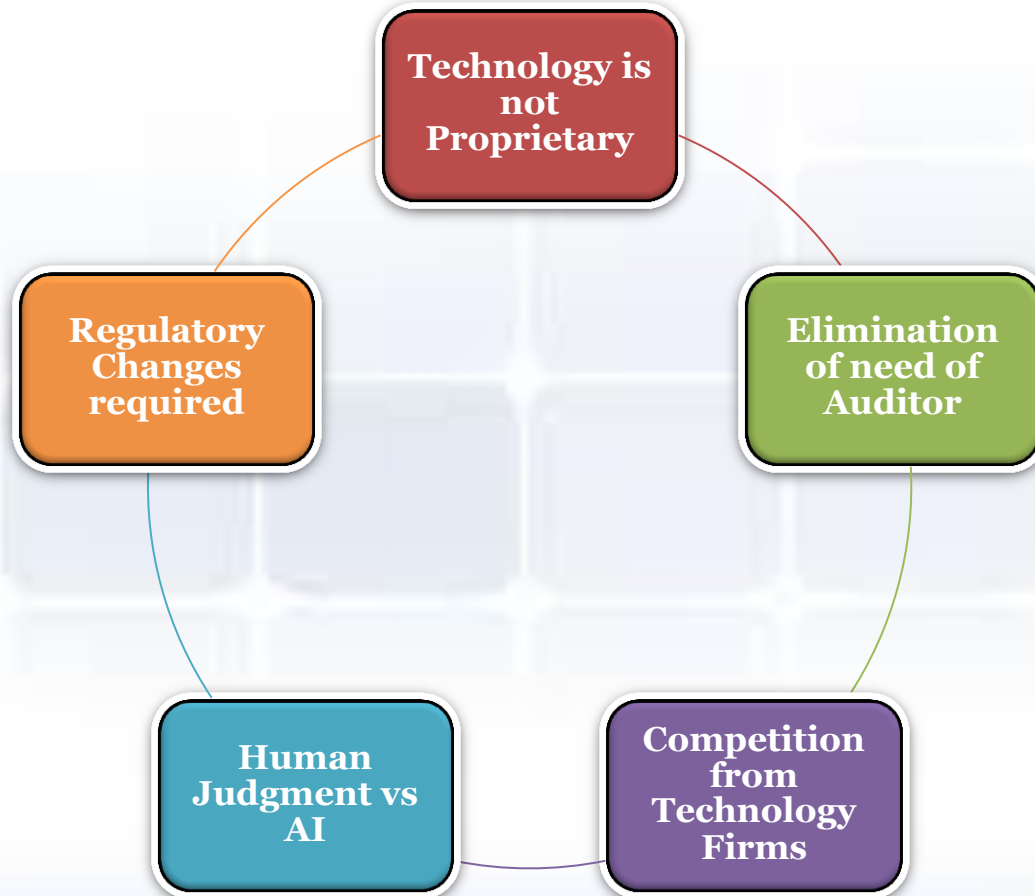 Technology is
not
Proprietary
Elimination
of need of
Auditor
Competition
from
Technology
Firms
Human
Judgment vs
AI
Regulatory
Changes
required